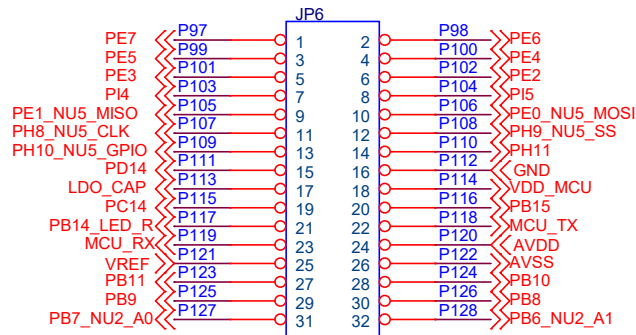 JP6
PE7 P97 1 2 P98 PE6
PE5 P99 3 4 P100 PE4
PE3 P101 5 6 P102 PE2
PI4 P103 7 8 P104 PI5
PE1_NU5_MISO P105 9 10 P106 PE0_NU5_MOSI
PH8_NU5_CLK P107 11 12 P108 PH9_NU5_SS
PH10_NU5_GPIO P109 13 14 P110 PH11
PD14 P111 15 16 P112 GND
LDO_CAP P113 17 18 P114 VDD_MCU
PC14 P115 19 20 P116 PB15
PB14_LED_R P117 21 22 P118 MCU_TX
MCU_RX P119 23 24 P120 AVDD
VREF P121 25 26 P122 AVSS
PB11 P123 27 28 P124 PB10
PB9 P125 29 30 P126 PB8
PB7_NU2_A0 P127 31 32 P128 PB6_NU2_A1